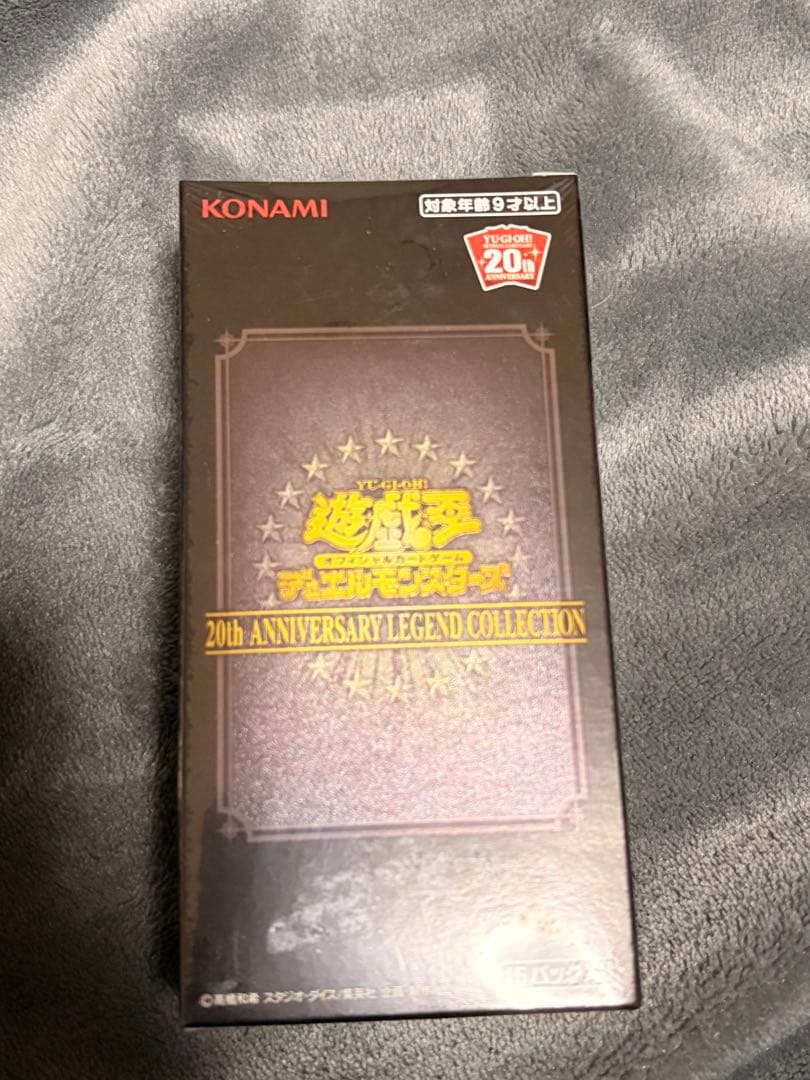 KONAMI
対象年齢9才以上
YU-GI-OH!
20th
ANNIVERSARY
YU-GI-OH!
遊戯王
オフィシャルカードゲーム
デュエルモンスターズ
20th ANNIVERSARY LEGEND COLLECTION
©高橋和希 スタジオ・ダイス/集英社
パック